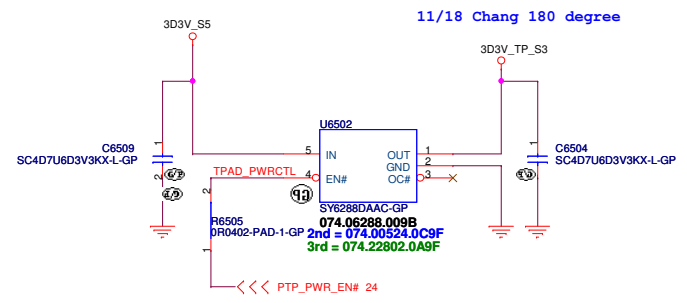 11/18 Chang 180 degree
3D3V_S5
3D3V_TP_S3
U6502
C6509
SC4D7U6D3V3KX-L-GP
1
2
5 IN
OUT 1
GND 2
OC# 3
TPAD_PWRCTL
4 EN#
C6504
SC4D7U6D3V3KX-L-GP
1
SY6288DAAC-GP
074.06288.009B
2nd = 074.00524.0C9F
3rd = 074.22802.0A9F
2
R6505
0R0402-PAD-1-GP
1
PTP_PWR_EN# 24